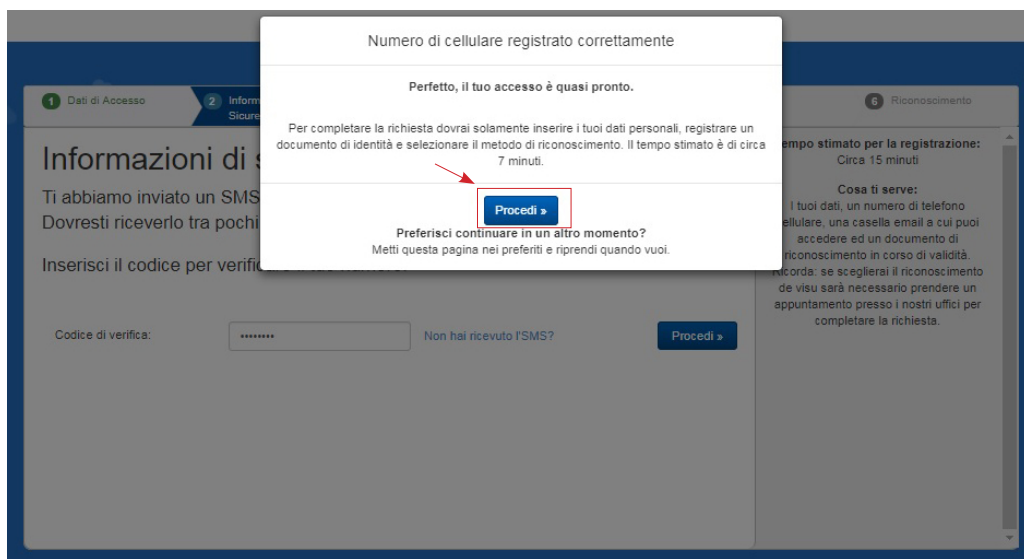 Numero di cellulare registrato correttamente
Perfetto, il tuo accesso è quasi pronto.
Per completare la richiesta dovrai solamente inserire i tuoi dati personali, registrare un
documento di identità e selezionare il metodo di riconoscimento. Il tempo stimato è di circa
7 minuti.
Procedi »
Preferisci continuare in un altro momento?
Metti questa pagina nei preferiti e riprendi quando vuoi.
1 Dati di Accesso
2
6 Riconoscimento
Informazioni di
Ti abbiamo inviato un SMS
Dovresti riceverlo tra pochi
Inserisci il codice per
Codice di verifica:
••••••••
Non hai ricevuto l'SMS?
Procedi »
stimato per la registrazione:
Circa 15 minuti
Cosa ti serve:
I tuoi dati, un numero di telefono
cellulare, una casella email a cui puoi
accedere ed un documento di
riconoscimento in corso di validità.
Ricorda: se sceglierai il riconoscimento
de visu sarà necessario prendere un
appuntamento presso i nostri uffici per
completare la richiesta.